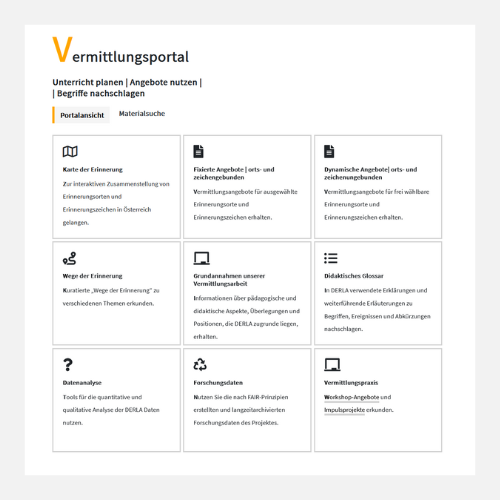 Vermittlungsportal
Unterricht planen | Angebote nutzen |
| Begriffe nachschlagen
Portalansicht
Materialsuche
Karte der Erinnerung
Zur interaktiven Zusammenstellung von
Erinnerungsorten und
Erinnerungszeichen in Österreich
gelangen.
Fixierte Angebote | orts- und
zeichengebunden
Vermittlungsangebote für ausgewählte
Erinnerungsorte und
Erinnerungszeichen erhalten.
Dynamische Angebote| orts- und
zeichenungebunden
Vermittlungsangebote für frei wählbare
Erinnerungsorte und
Erinnerungszeichen erhalten.
Wege der Erinnerung
Kuratierte „Wege der Erinnerung" zu
verschiedenen Themen erkunden.
Grundannahmen unserer
Vermittlungsarbeit
Informationen über pädagogische und
didaktische Aspekte, Überlegungen und
Positionen, die DERLA zugrunde liegen,
erhalten.
Didaktisches Glossar
In DERLA verwendete Erklärungen und
weiterführende Erläuterungen zu
Begriffen, Ereignissen und Abkürzungen
nachschlagen.
Datenanalyse
Tools für die quantitative und
qualitative Analyse der DERLA Daten
nutzen.
Forschungsdaten
Nutzen Sie die nach FAIR-Prinzipien
erstellten und langzeitarchivierten
Forschungsdaten des Projektes.
Vermittlungspraxis
Workshop-Angebote und
Impulsprojekte erkunden.